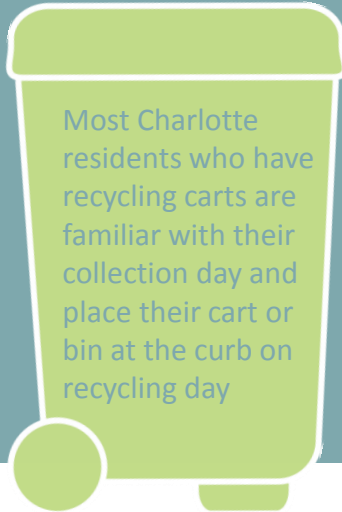 Most Charlotte
residents who have
recycling carts are
familiar with their
collection day and
place their cart or
bin at the curb on
recycling day